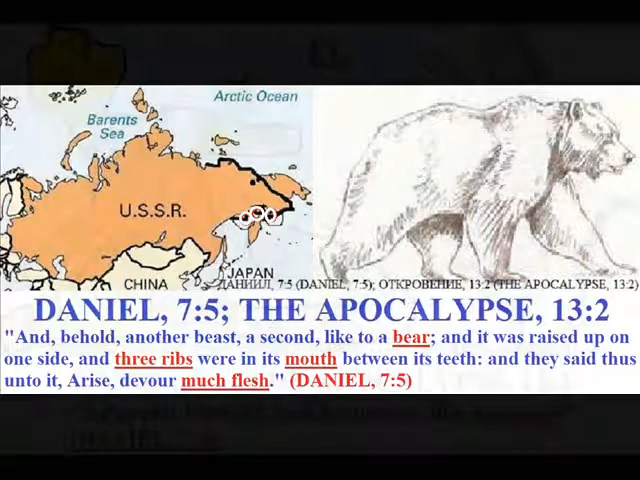 Arctic Ocean
Barents
Sea
U.S.S.R.
CHINA
JAPAN
ДАНИИЛ, 7:5 (DANIEL, 7:5); ОТКРОВЕНИЕ, 13:2 (THE APOCALYPSE, 13:2)
DANIEL, 7:5; THE APOCALYPSE, 13:2
"And, behold, another beast, a second, like to a bear; and it was raised up on
one side, and three ribs were in its mouth between its teeth: and they said thus
unto it, Arise, devour much flesh." (DANIEL, 7:5)